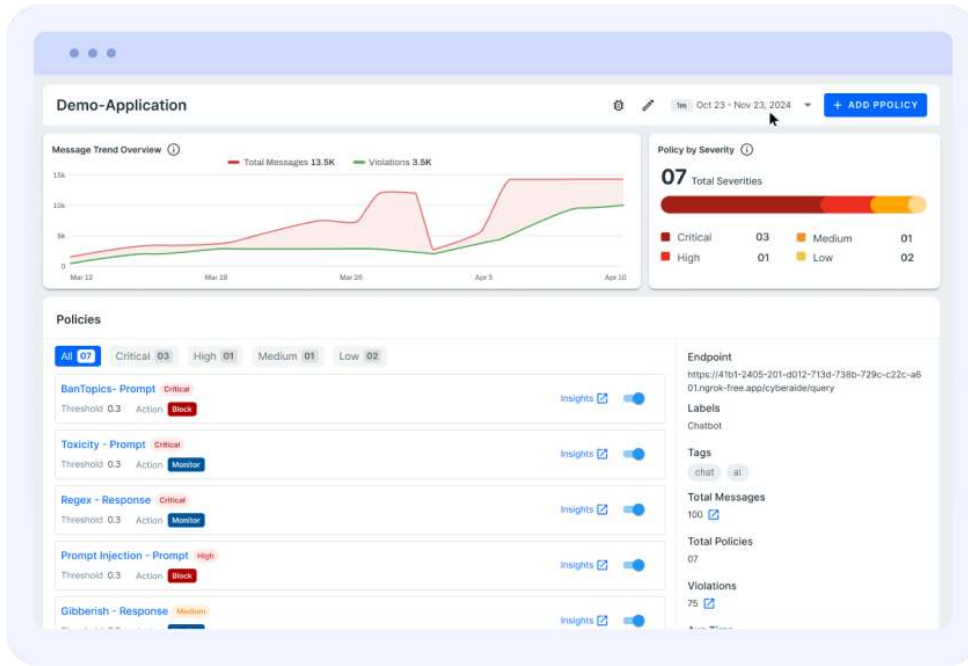 Demo-Application
1m Oct 23 - Nov 23, 2024
+ ADD PPOLICY
Message Trend Overview
Total Messages 13.5K Violations 3.5K
15k
10k
5k
0
Mar 12 Mar 19 Mar 26 Apr 3 Apr 10
Policy by Severity
07 Total Severities
Critical 03 Medium 01
High 01 Low 02
Policies
All 07 Critical 03 High 01 Medium 01 Low 02
BanTopics- Prompt Critical
Insights
Threshold 0.3 Action Block
Toxicity - Prompt Critical
Insights
Threshold 0.3 Action Monitor
Regex - Response Critical
Insights
Threshold 0.3 Action Monitor
Prompt Injection - Prompt High
Insights
Threshold 0.3 Action Block
Gibberish - Response Medium
Insights
Endpoint
https://41b1-2405-201-d012-713d-738b-729c-c22c-a6
01.ngrok-free.app/cyberaide/query
Labels
Chatbot
Tags
chat ai
Total Messages
100
Total Policies
07
Violations
75